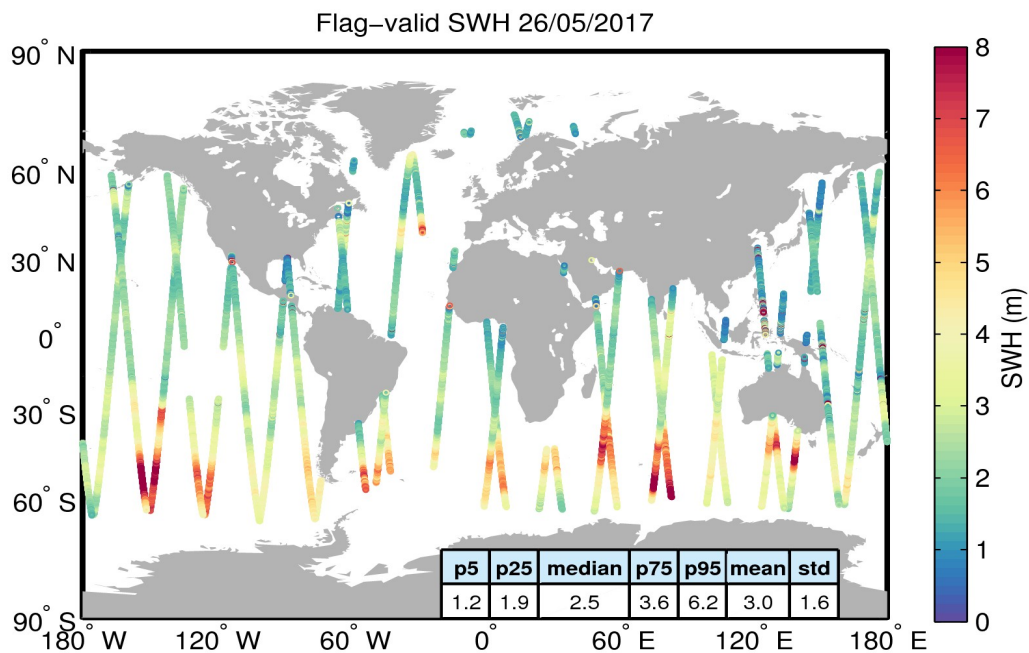 Flag−valid SWH 26/05/2017
90° N
60° N
30° N
0°
30° S
60° S
90° S
180° W
120° W
60° W
0°
60° E
120° E
180° E
p5 p25 median p75 p95 mean std
1.2 1.9 2.5 3.6 6.2 3.0 1.6
8
7
6
5
4
3
2
1
0
SWH (m)